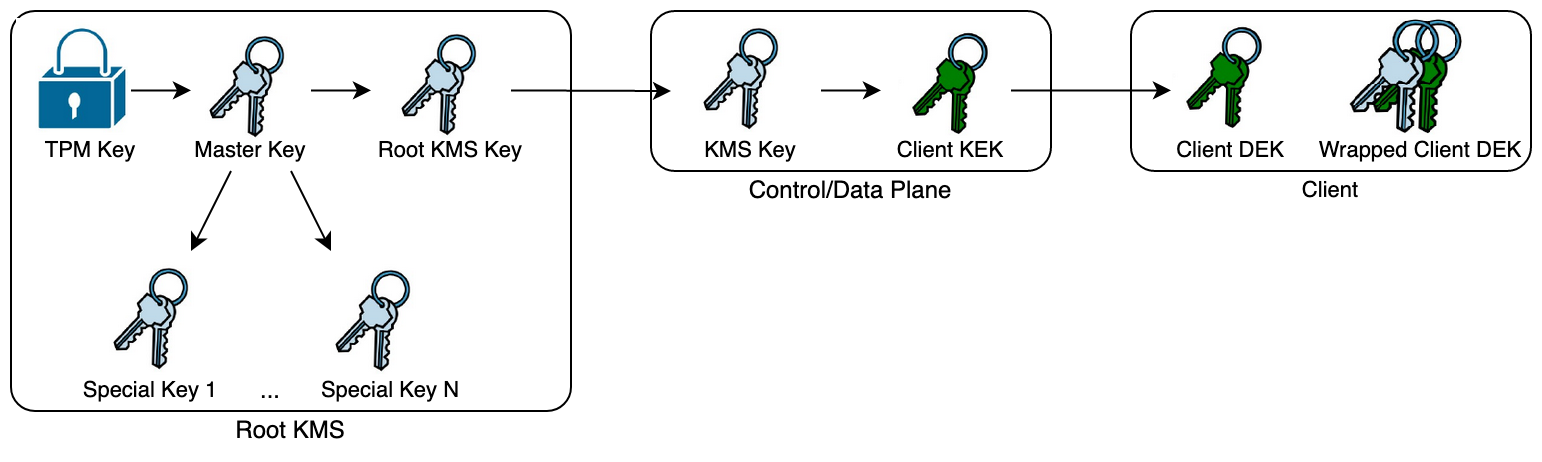 TPM Key
Master Key
Root KMS Key
Special Key 1
...
Special Key N
Root KMS
KMS Key
Client KEK
Control/Data Plane
Client DEK
Wrapped Client DEK
Client